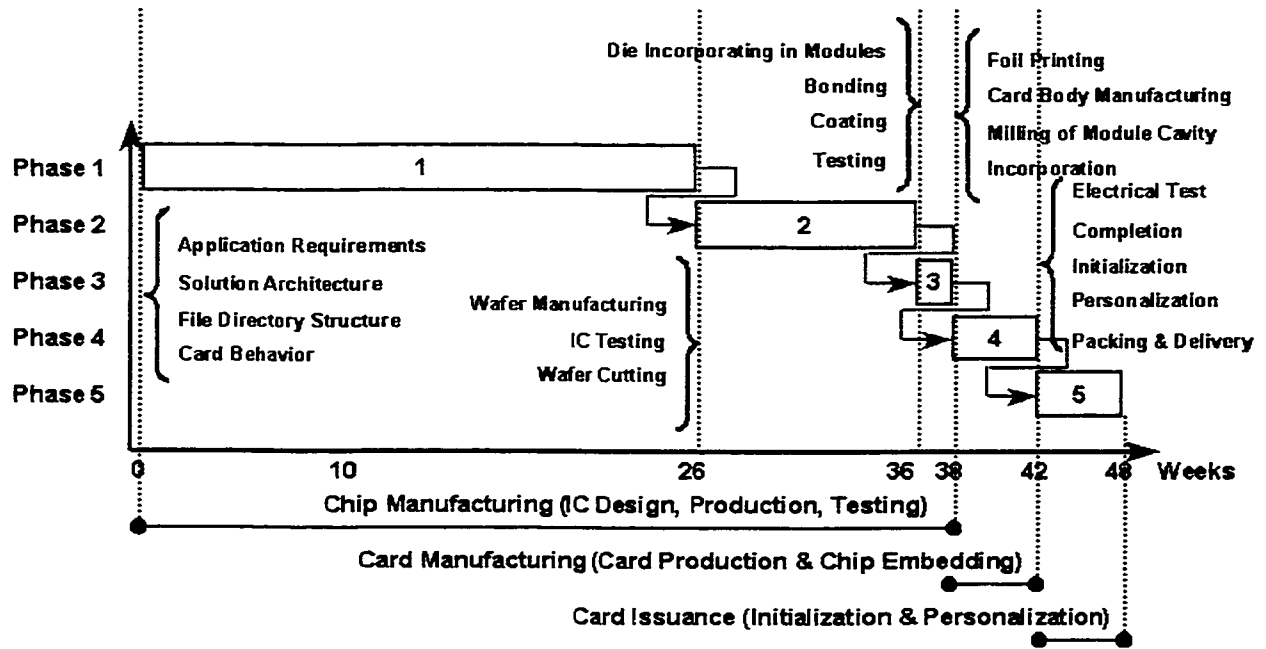 Die Incorporating in Modules
Bonding
Coating
Testing
Foil Printing
Card Body Manufacturing
Milling of Module Cavity
Incorporation
Electrical Test
Completion
Initialization
Personalization
Packing & Delivery
Phase 1
1
Phase 2
2
Phase 3
3
Phase 4
4
Phase 5
5
Application Requirements
Solution Architecture
File Directory Structure
Card Behavior
Wafer Manufacturing
IC Testing
Wafer Cutting
0 10 26 36 38 42 48 Weeks
Chip Manufacturing (IC Design, Production, Testing)
Card Manufacturing (Card Production & Chip Embedding)
Card Issuance (Initialization & Personalization)